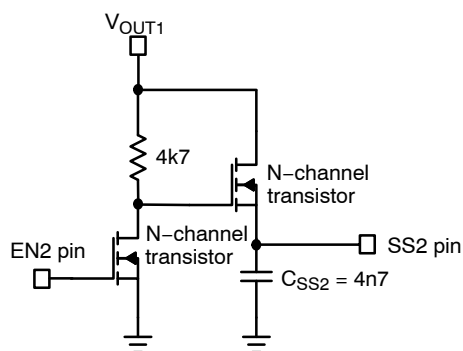 VOUT1
4k7
N−channel
transistor
EN2 pin
N−channel
transistor
SS2 pin
CSS2 = 4n7